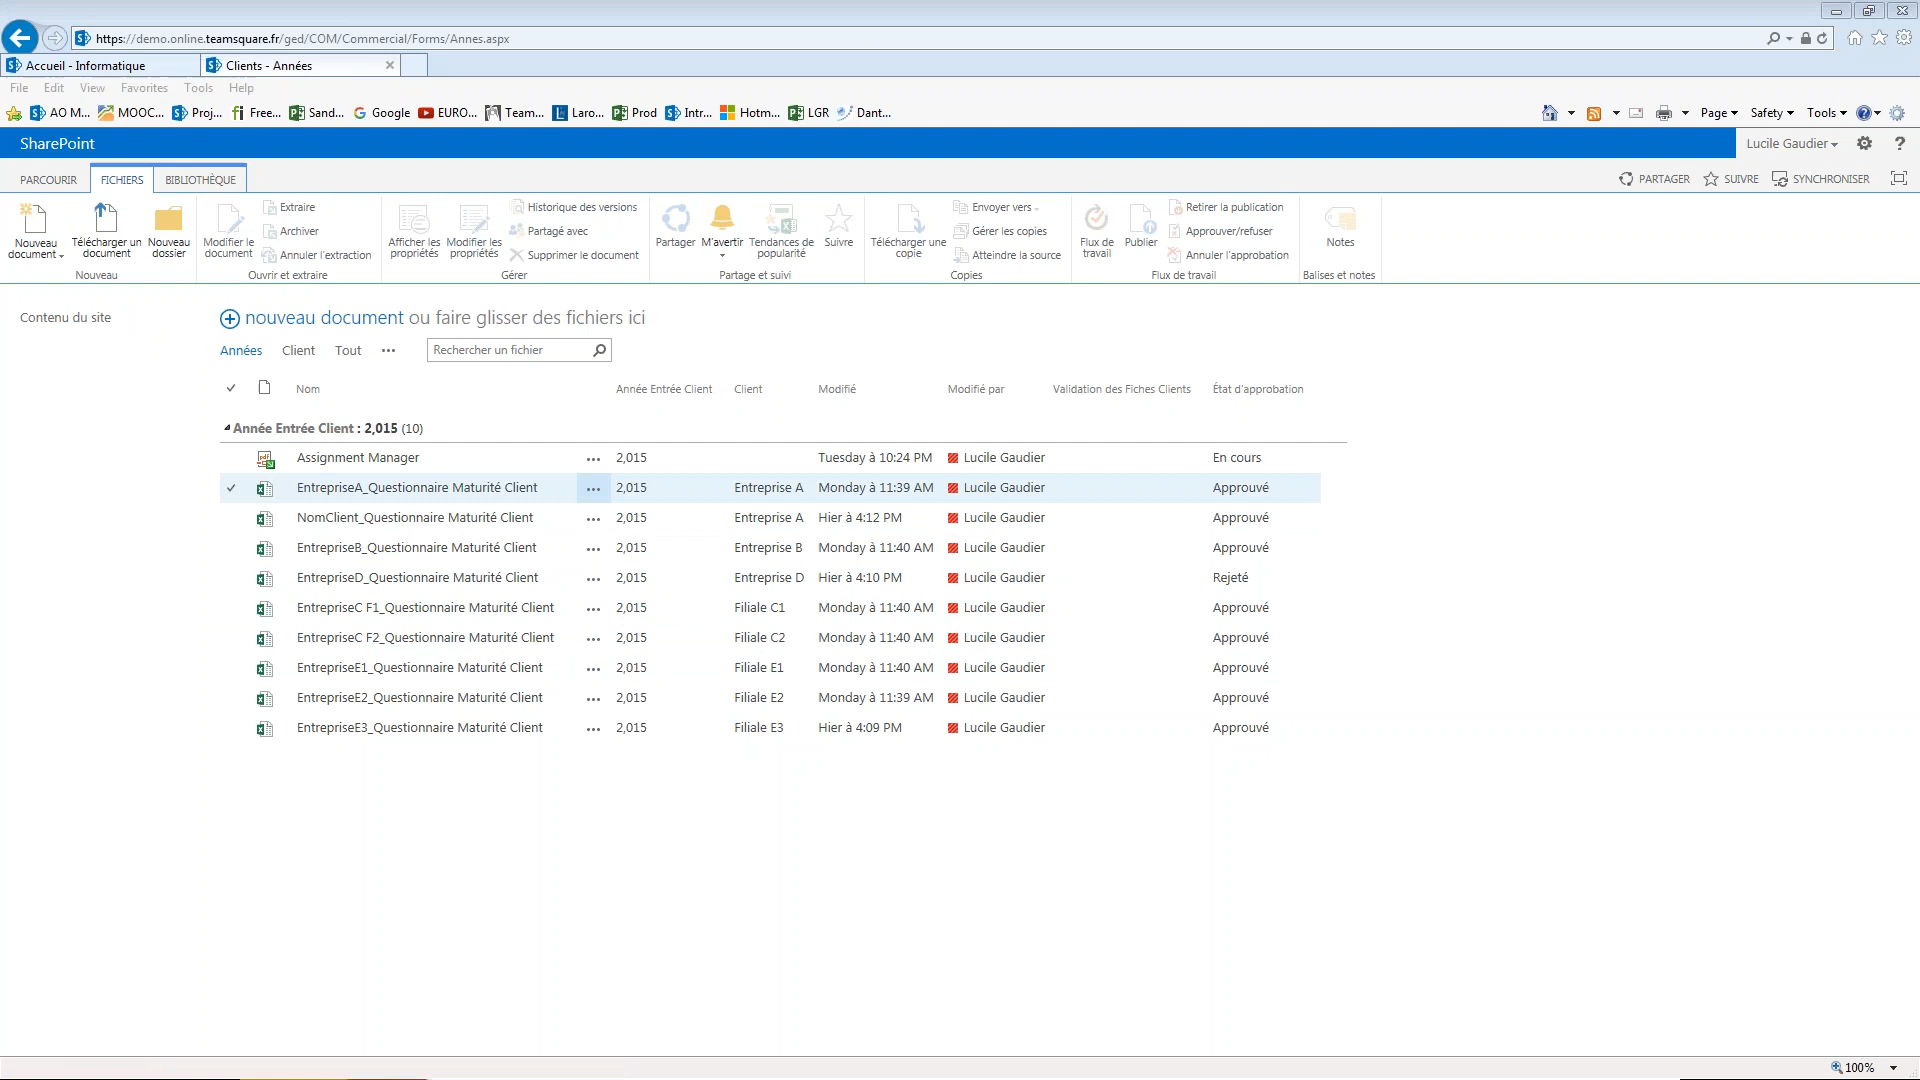 https://demo.online.teamsquare.fr/ged/COM/Commercial/Forms/Annes.aspx
Accueil - Informatique
Clients - Années
File Edit View Favorites Tools Help
AO M... MOOC... Proj... Free... Sand... Google EURO... Team... Laro... Prod Intr... Hotm... LGR Dant... Page Safety Tools
SharePoint Lucile Gaudier
PARCOURIR FICHIERS BIBLIOTHÈQUE PARTAGER SUIVRE SYNCHRONISER
Nouveau document
Télécharger un document
Nouveau dossier
Nouveau
Modifier le document
Extraire
Archiver
Annuler l'extraction
Ouvrir et extraire
Afficher les propriétés
Modifier les propriétés
Historique des versions
Partagé avec
Supprimer le document
Gérer
Partager
M'avertir
Tendances de popularité
Suivre
Partage et suivi
Télécharger une copie
Envoyer vers
Gérer les copies
Atteindre la source
Copies
Flux de travail
Publier
Retirer la publication
Approuver/refuser
Annuler l'approbation
Flux de travail
Notes
Balises et notes
Contenu du site
nouveau document ou faire glisser des fichiers ici
Années Client Tout ••• Rechercher un fichier
Nom Année Entrée Client Client Modifié Modifié par Validation des Fiches Clients État d'approbation
Année Entrée Client : 2,015 (10)
Assignment Manager ... 2,015 Tuesday à 10:24 PM Lucile Gaudier En cours
EntrepriseA_Questionnaire Maturité Client ... 2,015 Entreprise A Monday à 11:39 AM Lucile Gaudier Approuvé
NomClient_Questionnaire Maturité Client ... 2,015 Entreprise A Hier à 4:12 PM Lucile Gaudier Approuvé
EntrepriseB_Questionnaire Maturité Client ... 2,015 Entreprise B Monday à 11:40 AM Lucile Gaudier Approuvé
EntrepriseD_Questionnaire Maturité Client ... 2,015 Entreprise D Hier à 4:10 PM Lucile Gaudier Rejeté
EntrepriseC F1_Questionnaire Maturité Client ... 2,015 Filiale C1 Monday à 11:40 AM Lucile Gaudier Approuvé
EntrepriseC F2_Questionnaire Maturité Client ... 2,015 Filiale C2 Monday à 11:40 AM Lucile Gaudier Approuvé
EntrepriseE1_Questionnaire Maturité Client ... 2,015 Filiale E1 Monday à 11:40 AM Lucile Gaudier Approuvé
EntrepriseE2_Questionnaire Maturité Client ... 2,015 Filiale E2 Monday à 11:39 AM Lucile Gaudier Approuvé
EntrepriseE3_Questionnaire Maturité Client ... 2,015 Filiale E3 Hier à 4:09 PM Lucile Gaudier Approuvé
100%